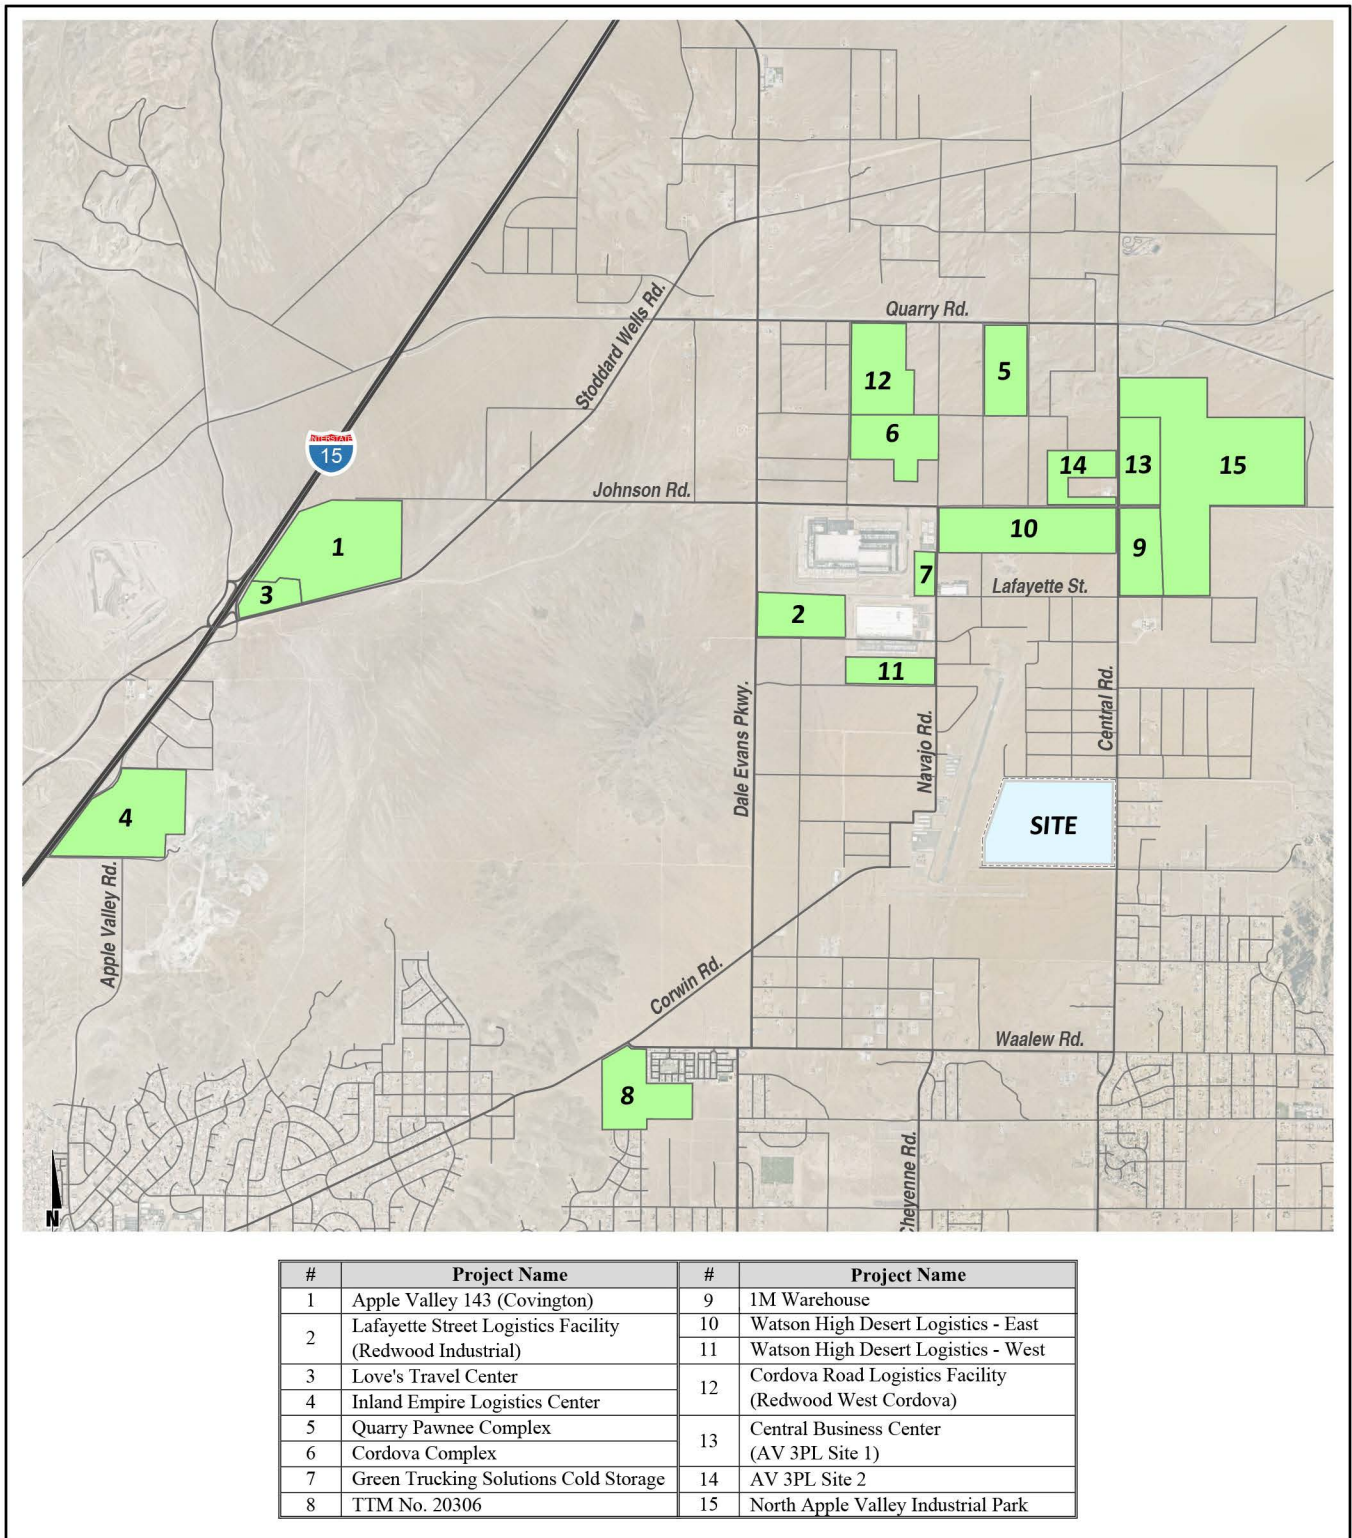 Quarry Rd.
Stoddard Wells Rd.
12
5
6
INTERSTATE
15
14
13
15
Johnson Rd.
1
10
9
7
3
Lafayette St.
2
11
Dale Evans Pkwy.
Navajo Rd.
Central Rd.
4
SITE
Apple Valley Rd.
Corwin Rd.
Waalew Rd.
8
Cheyenne Rd.
N
# Project Name # Project Name
1 Apple Valley 143 (Covington) 9 1M Warehouse
2 Lafayette Street Logistics Facility
(Redwood Industrial)
10 Watson High Desert Logistics - East
11 Watson High Desert Logistics - West
3 Love's Travel Center
12 Cordova Road Logistics Facility
(Redwood West Cordova)
4 Inland Empire Logistics Center
5 Quarry Pawnee Complex
13 Central Business Center
(AV 3PL Site 1)
6 Cordova Complex
7 Green Trucking Solutions Cold Storage 14 AV 3PL Site 2
8 TTM No. 20306 15 North Apple Valley Industrial Park